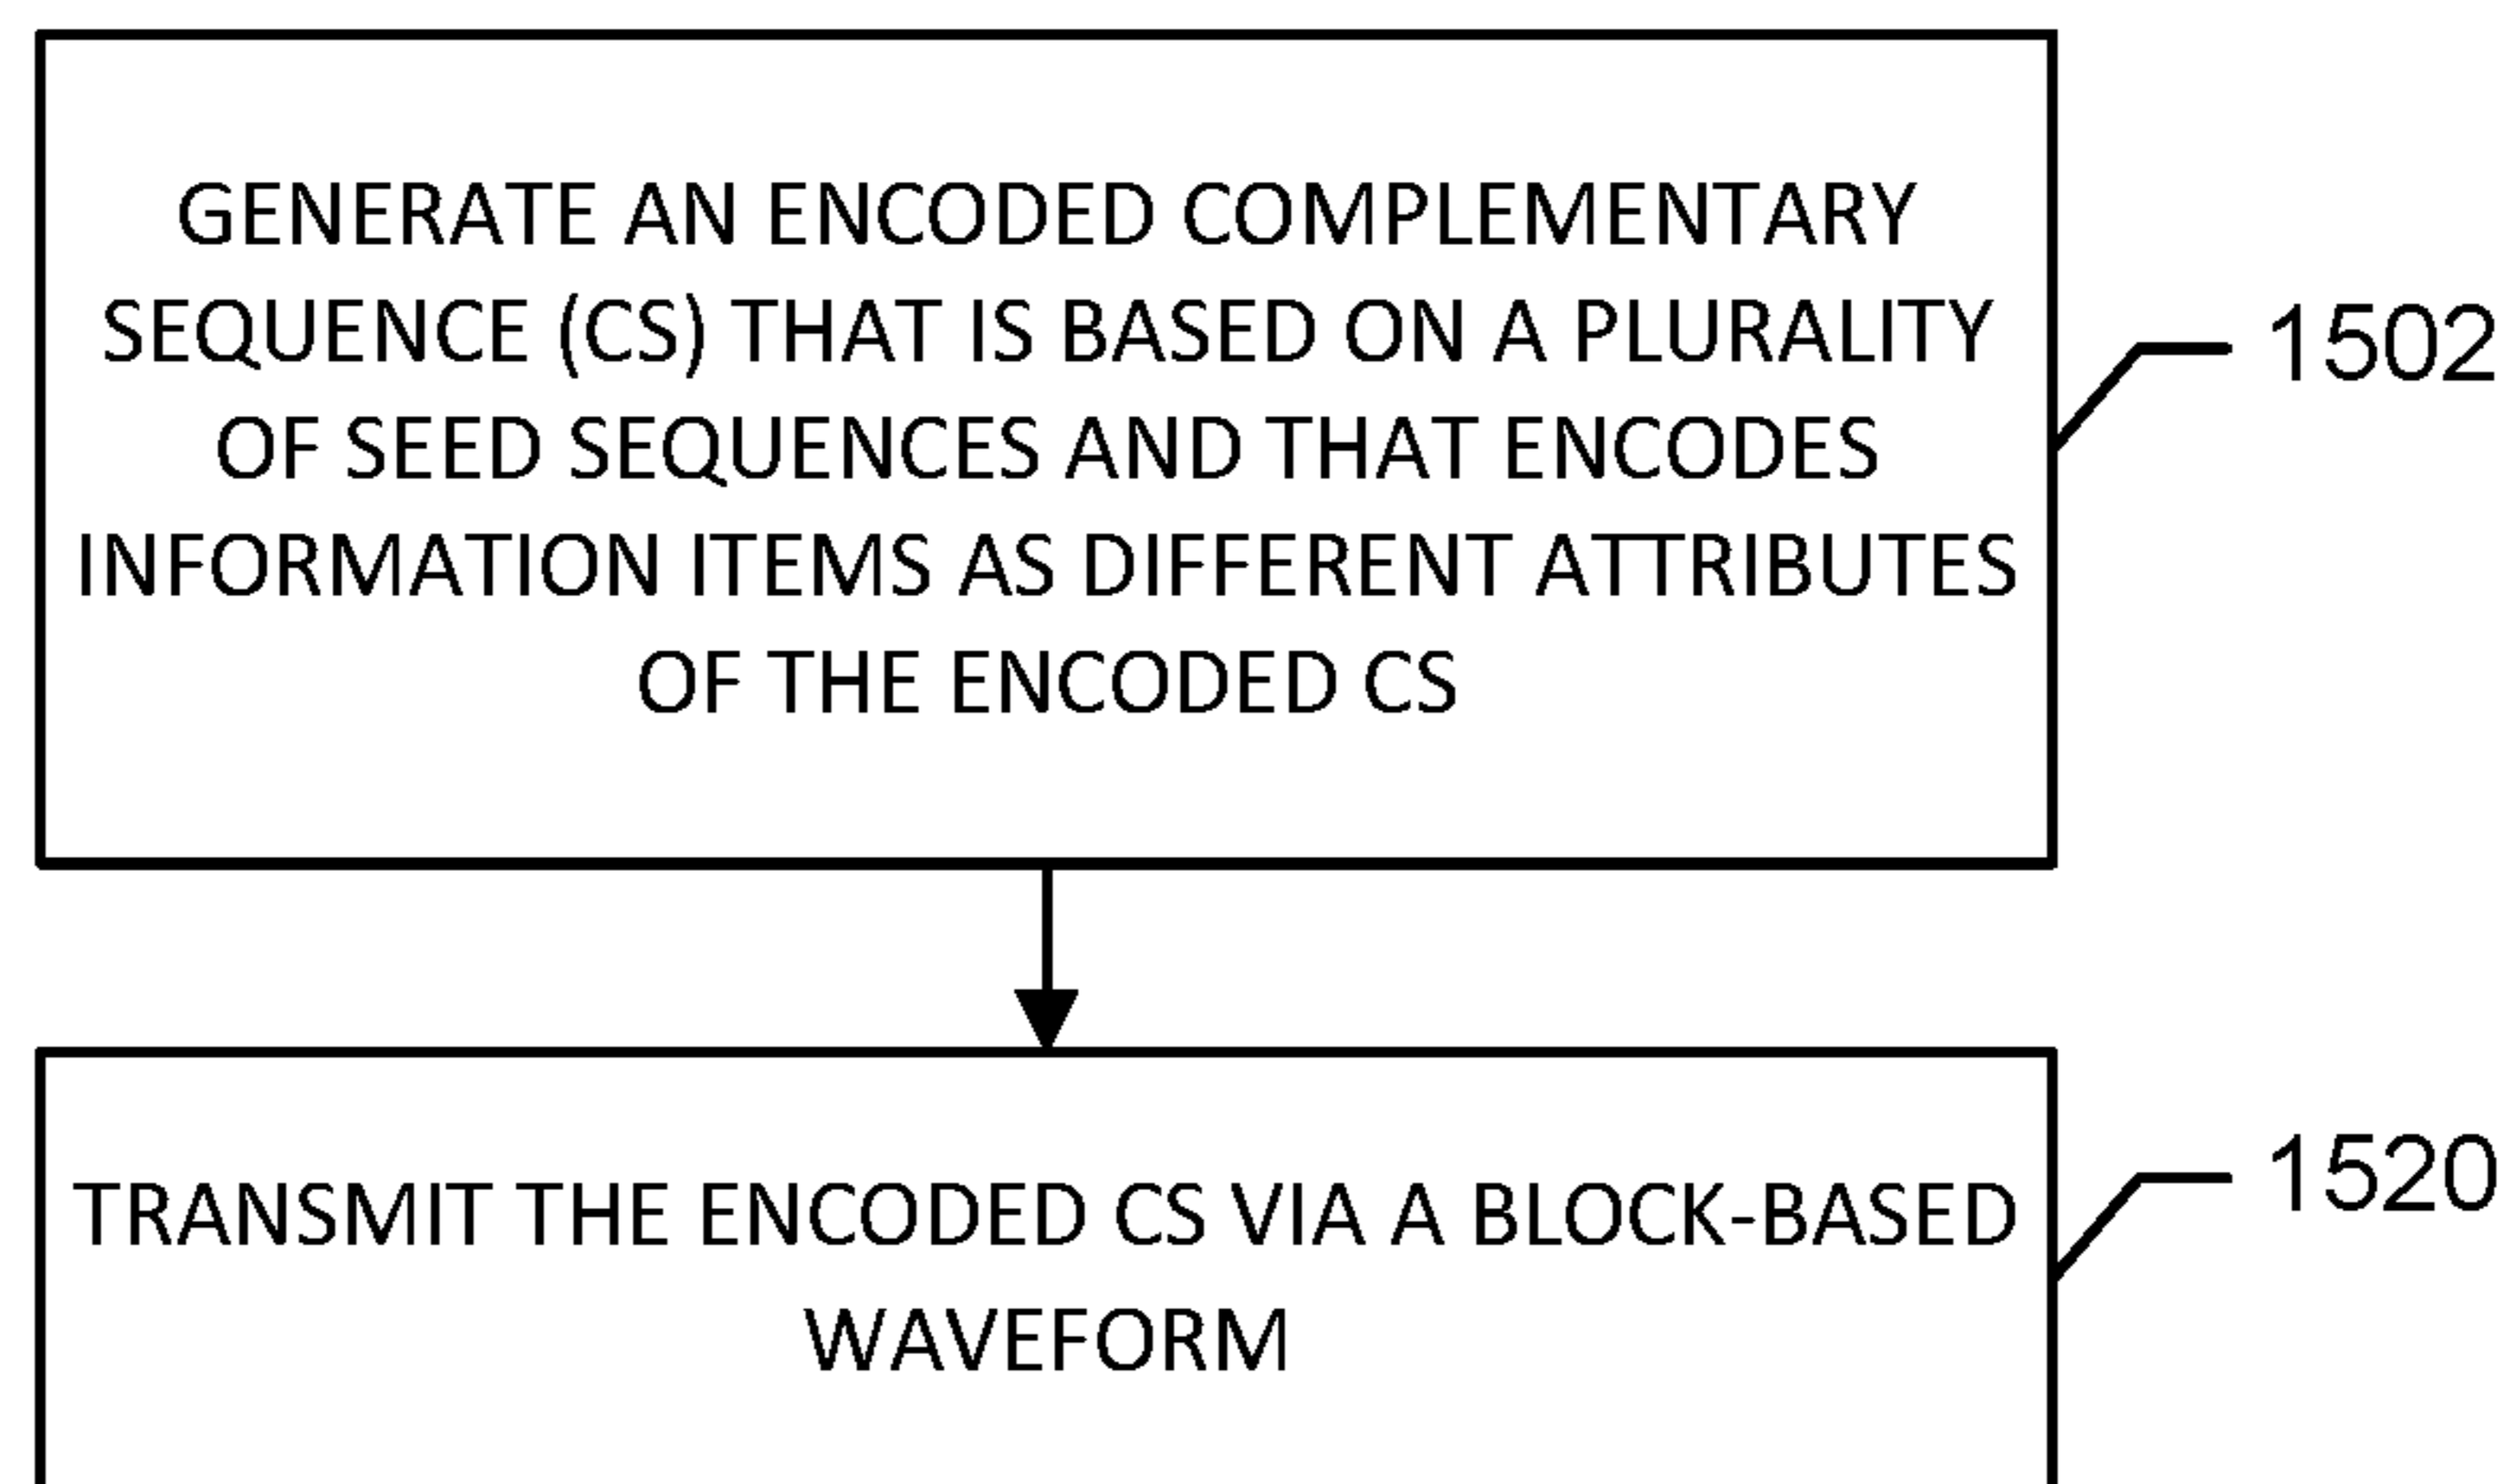 GENERATE AN ENCODED COMPLEMENTARY
SEQUENCE (CS) THAT IS BASED ON A PLURALITY
OF SEED SEQUENCES AND THAT ENCODES
INFORMATION ITEMS AS DIFFERENT ATTRIBUTES
OF THE ENCODED CS
1502
TRANSMIT THE ENCODED CS VIA A BLOCK-BASED
WAVEFORM
1520